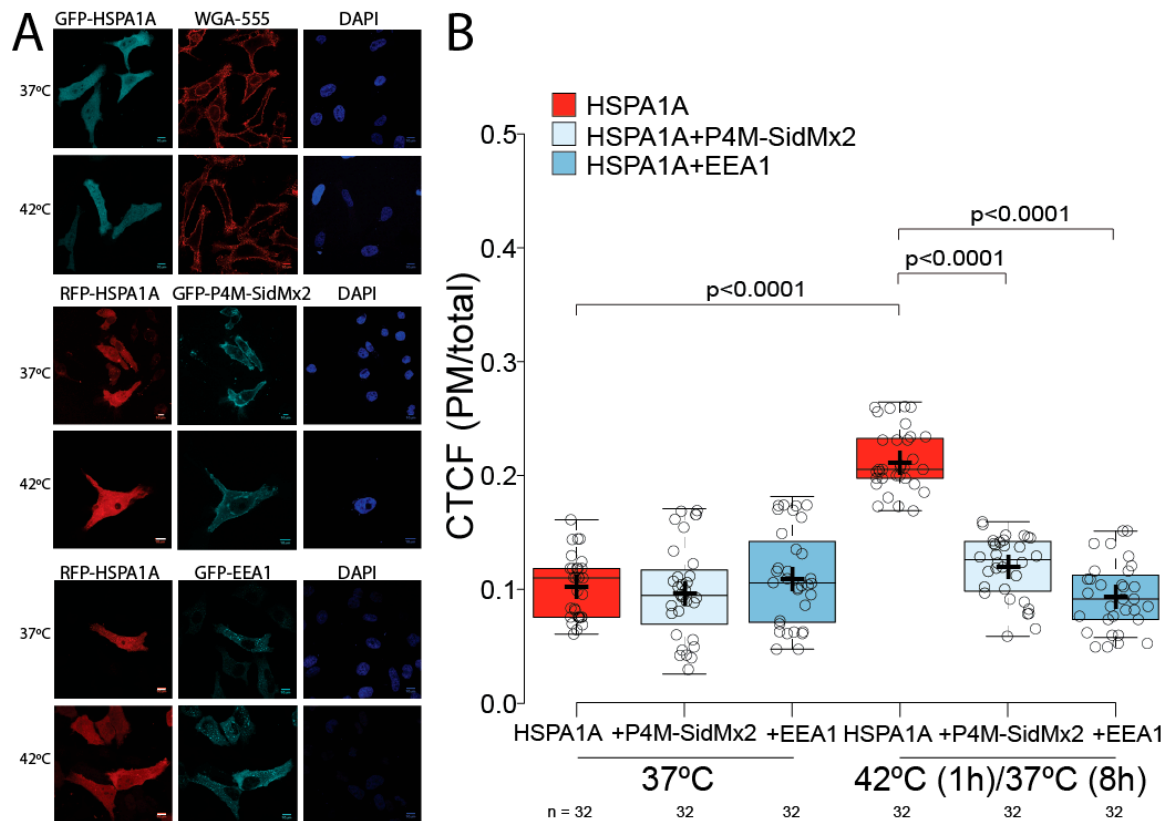 A
GFP-HSPA1A WGA-555 DAPI
37ºC
42ºC
RFP-HSPA1A GFP-P4M-SidMx2 DAPI
37ºC
42ºC
RFP-HSPA1A GFP-EEA1 DAPI
37ºC
42ºC
B
HSPA1A
HSPA1A+P4M-SidMx2
HSPA1A+EEA1
CTCF (PM/total)
0.5
0.4
0.3
0.2
0.1
0.0
p<0.0001
p<0.0001
p<0.0001
HSPA1A +P4M-SidMx2 +EEA1 HSPA1A +P4M-SidMx2 +EEA1
37ºC 42ºC (1h)/37ºC (8h)
n = 32 32 32 32 32 32